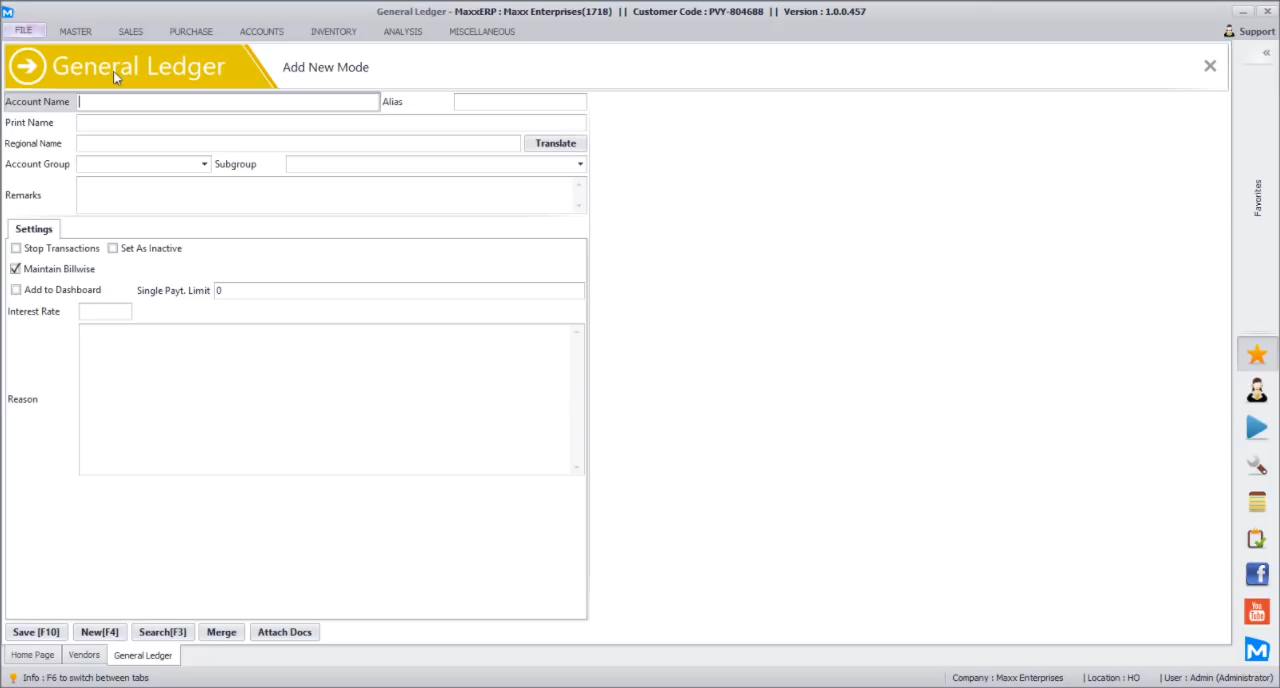 General Ledger - MaxxERP : Maxx Enterprises(1718) || Customer Code : PVY-804688 || Version : 1.0.0.457
FILE MASTER SALES PURCHASE ACCOUNTS INVENTORY ANALYSIS MISCELLANEOUS Support
General Ledger Add New Mode
Account Name Alias
Print Name
Regional Name Translate
Account Group Subgroup
Remarks
Favorites
Settings
Stop Transactions Set As Inactive
Maintain Billwise
Add to Dashboard Single Payt. Limit 0
Interest Rate
Reason
You Tube
Save [F10] New[F4] Search[F3] Merge Attach Docs
Home Page Vendors General Ledger
Info : F6 to switch between tabs Company : Maxx Enterprises | Location : HO | User : Admin (Administrator)